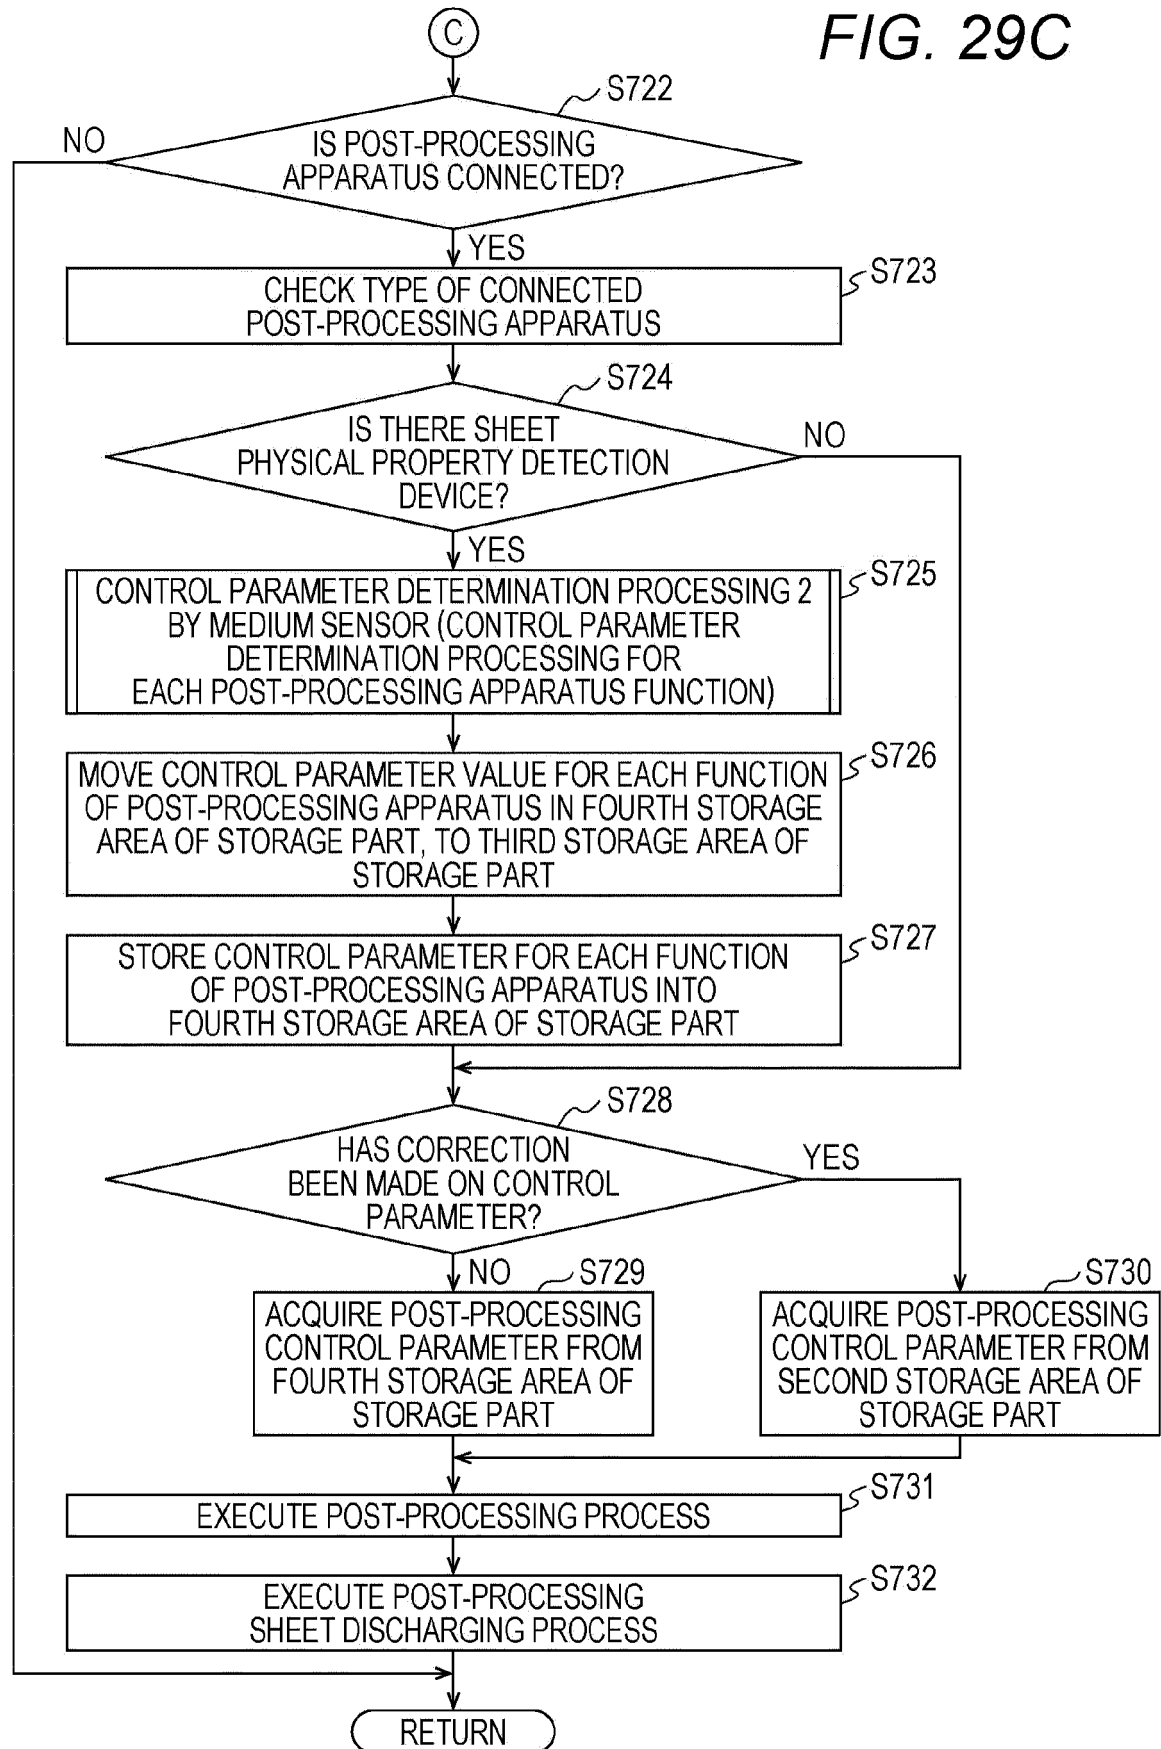 FIG. 29C
C
S722
NO
IS POST-PROCESSING
APPARATUS CONNECTED?
YES
S723
CHECK TYPE OF CONNECTED
POST-PROCESSING APPARATUS
S724
IS THERE SHEET
PHYSICAL PROPERTY DETECTION
DEVICE?
NO
YES
S725
CONTROL PARAMETER DETERMINATION PROCESSING 2
BY MEDIUM SENSOR (CONTROL PARAMETER
DETERMINATION PROCESSING FOR
EACH POST-PROCESSING APPARATUS FUNCTION)
S726
MOVE CONTROL PARAMETER VALUE FOR EACH FUNCTION
OF POST-PROCESSING APPARATUS IN FOURTH STORAGE
AREA OF STORAGE PART, TO THIRD STORAGE AREA OF
STORAGE PART
S727
STORE CONTROL PARAMETER FOR EACH FUNCTION
OF POST-PROCESSING APPARATUS INTO
FOURTH STORAGE AREA OF STORAGE PART
S728
HAS CORRECTION
BEEN MADE ON CONTROL
PARAMETER?
YES
NO
S729
ACQUIRE POST-PROCESSING
CONTROL PARAMETER FROM
FOURTH STORAGE AREA OF
STORAGE PART
S730
ACQUIRE POST-PROCESSING
CONTROL PARAMETER FROM
SECOND STORAGE AREA OF
STORAGE PART
S731
EXECUTE POST-PROCESSING PROCESS
S732
EXECUTE POST-PROCESSING
SHEET DISCHARGING PROCESS
RETURN